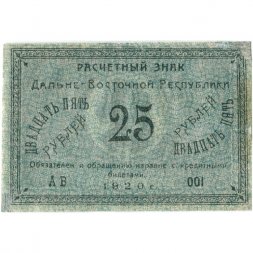 РАСЧЕТНЫЙ ЗНАК
Дальне-Восточной Республики
ДВАДЦАТЬ ПЯТЬ
РУБЛЕЙ
25
РУБЛЕЙ
ДВАДЦАТЬ ПЯТЬ
Обязателен к обращению наравне с кредитными
билетами.
АВ 001
1920 г.